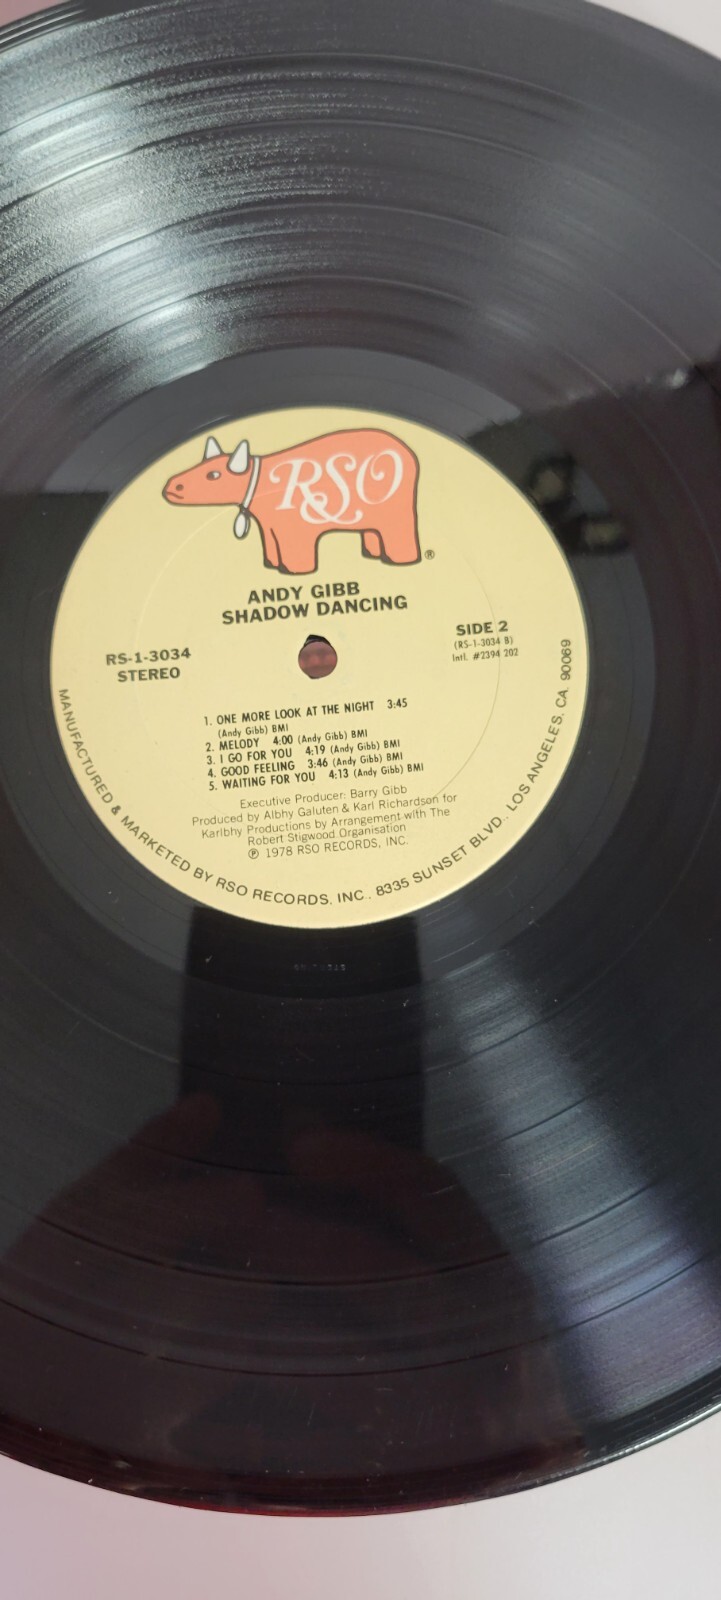 RSO
®
ANDY GIBB
SHADOW DANCING
RS-1-3034
STEREO
SIDE 2
(RS-1-3034 B)
Intl. #2394 202
1. ONE MORE LOOK AT THE NIGHT 3:45
(Andy Gibb) BMI
2. MELODY 4:00 (Andy Gibb) BMI
3. I GO FOR YOU 4:19 (Andy Gibb) BMI
4. GOOD FEELING 3:46 (Andy Gibb) BMI
5. WAITING FOR YOU 4:13 (Andy Gibb) BMI
Executive Producer: Barry Gibb
Produced by Albhy Galuten & Karl Richardson for
Karlbhy Productions by Arrangement with The
Robert Stigwood Organisation
℗ 1978 RSO RECORDS, INC.
MANUFACTURED & MARKETED BY RSO RECORDS, INC., 8335 SUNSET BLVD., LOS ANGELES, CA. 90069